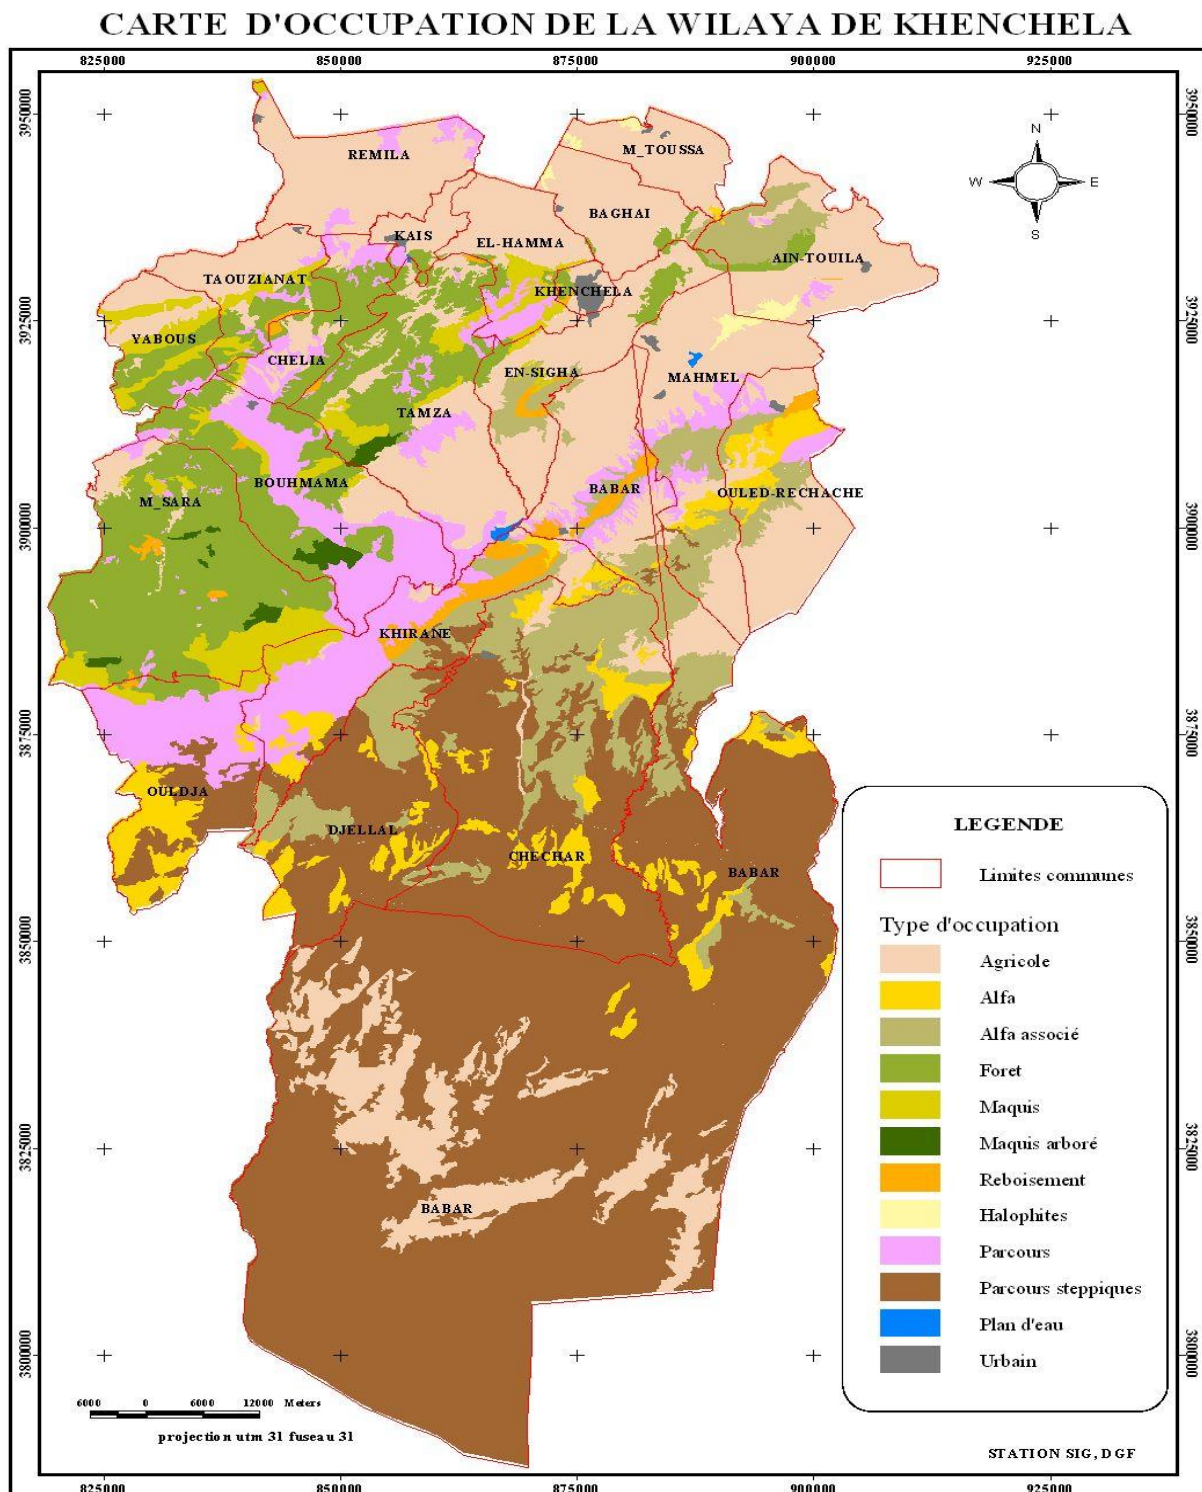 CARTE D'OCCUPATION DE LA WILAYA DE KHENCHELA
825000 850000 875000 900000 925000
3950000 3950000
REMILA
M_TOUSSA
N
W E
S
BAGHAI
KAIS
EL-HAMMA
AIN-TOUILA
TAOUZIANAT
KHENCHELA
3925000 3925000
YABOUS
CHELIA
EN-SIGHA
MAHMEL
TAMZA
BOUHMAMA
BABAR
OULED-RECHACHE
M_SARA
3900000 3900000
KHIRANE
3875000 3875000
OULDJA
DJELLAL
CHECHAR
BABAR
LEGENDE
Limites communes
Type d'occupation
Agricole
Alfa
Alfa associé
Foret
Maquis
Maquis arboré
Reboisement
Halophites
Parcours
Parcours steppiques
Plan d'eau
Urbain
3850000 3850000
3825000 3825000
BABAR
3800000 3800000
6000 0 6000 12000 Meters
projection utm 31 fuseau 31
STATION SIG, DGF
825000 850000 875000 900000 925000